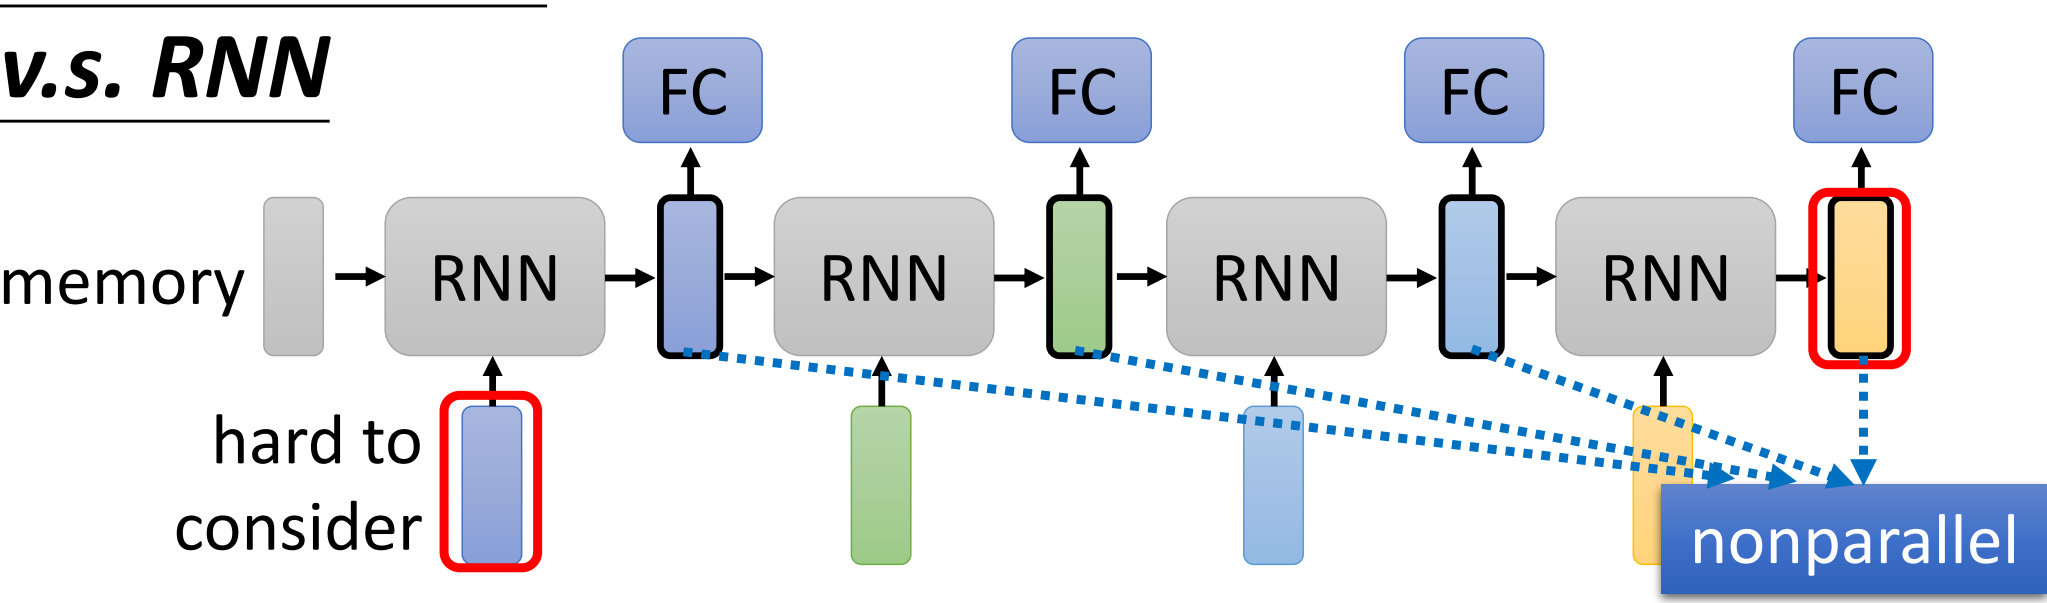 v.s. RNN
FC FC FC FC
memory RNN RNN RNN RNN
hard to
consider
nonparallel